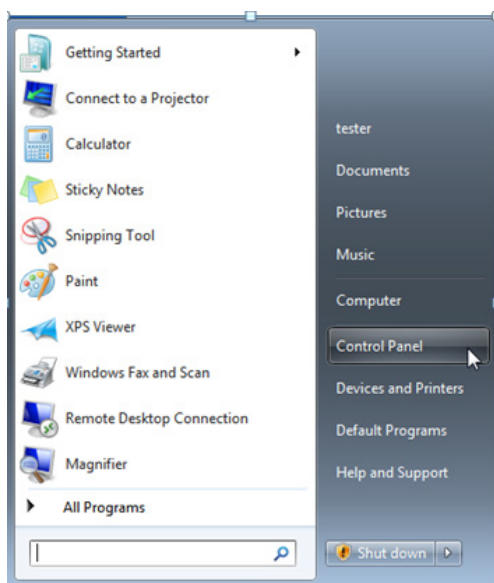 Getting Started
Connect to a Projector
Calculator
Sticky Notes
Snipping Tool
Paint
XPS Viewer
Windows Fax and Scan
Remote Desktop Connection
Magnifier
All Programs
tester
Documents
Pictures
Music
Computer
Control Panel
Devices and Printers
Default Programs
Help and Support
Shut down